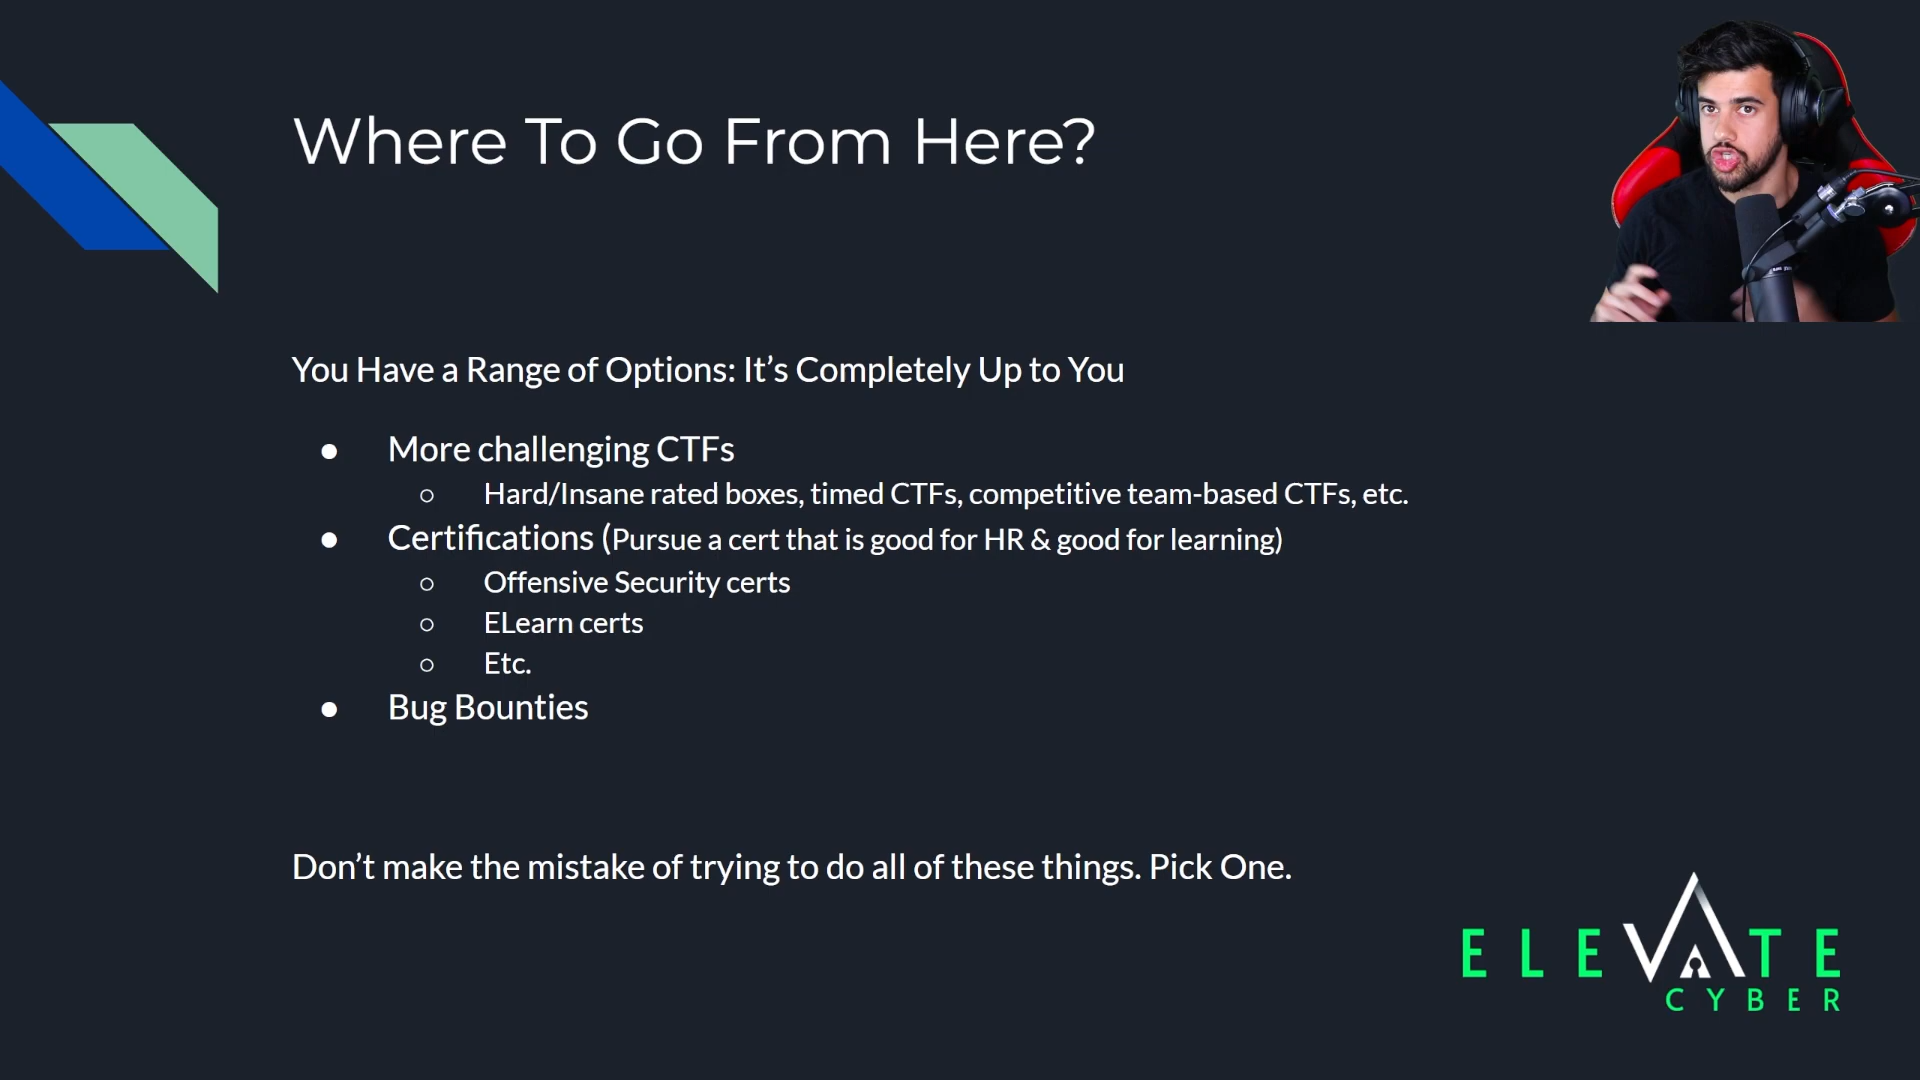 Where To Go From Here?
You Have a Range of Options: It’s Completely Up to You
● More challenging CTFs
○ Hard/Insane rated boxes, timed CTFs, competitive team-based CTFs, etc.
● Certifications (Pursue a cert that is good for HR & good for learning)
○ Offensive Security certs
○ ELearn certs
○ Etc.
● Bug Bounties
Don’t make the mistake of trying to do all of these things. Pick One.
ELEVATE
CYBER